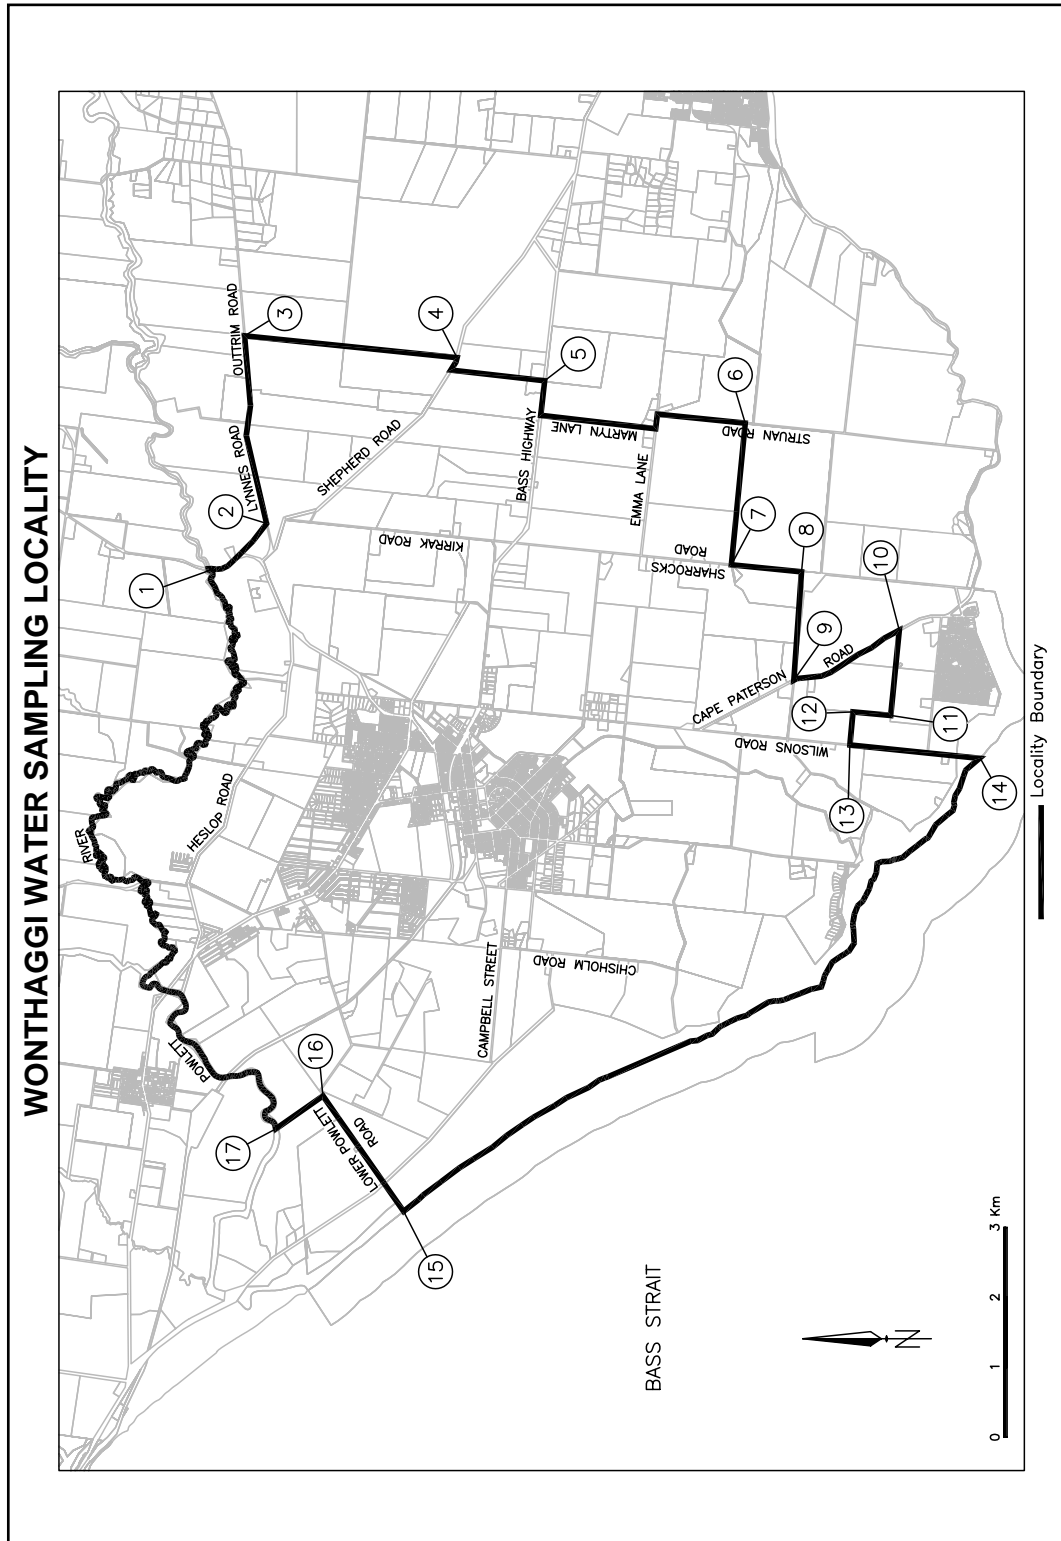 WONTHAGGI WATER SAMPLING LOCALITY
RIVER
POWLETT
HESLOP ROAD
LYNNES ROAD
OUTTRIM ROAD
SHEPHERD ROAD
KIRRAK ROAD
BASS HIGHWAY
MARTYN LANE
EMMA LANE
STRUAN ROAD
SHARROCKS
ROAD
CAPE PATERSON
ROAD
WILSONS ROAD
CHISHOLM ROAD
CAMPBELL STREET
LOWER POWLETT
ROAD
1
2
3
4
5
6
7
8
9
10
11
12
13
14
15
16
17
BASS STRAIT
N
0 1 2 3 Km
Locality Boundary